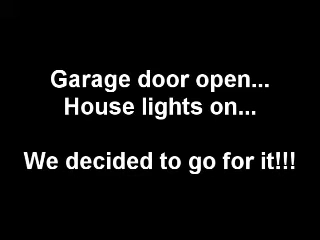 Garage door open...
House lights on...
We decided to go for it!!!